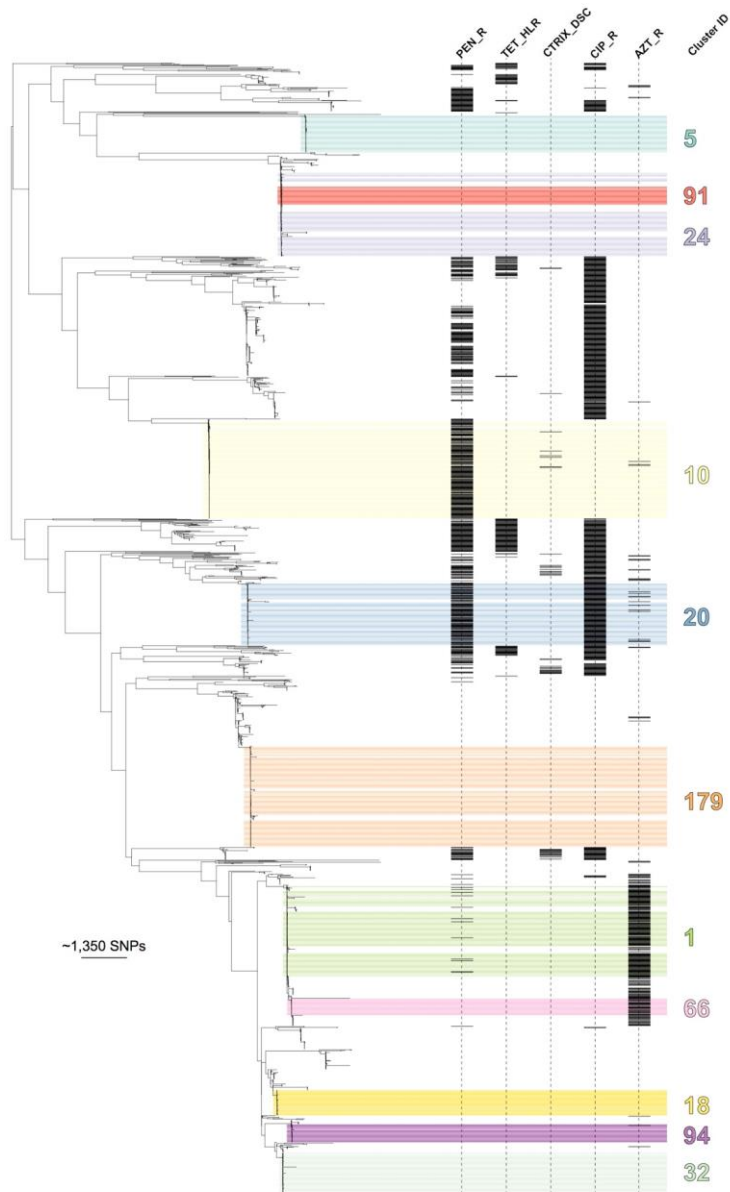 PEN_R
TET_HLR
CTRIX_DSC
CIP_R
AZT_R
Cluster ID
5
91
24
10
20
179
1
~1,350 SNPs
66
18
94
32